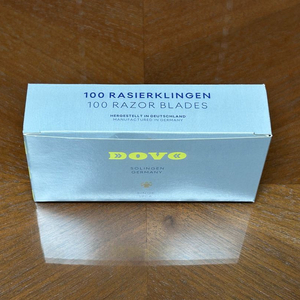 100 RASIERKLINGEN
100 RAZOR BLADES
HERGESTELLT IN DEUTSCHLAND
MANUFACTURED IN GERMANY
DOVO
SOLINGEN
GERMANY